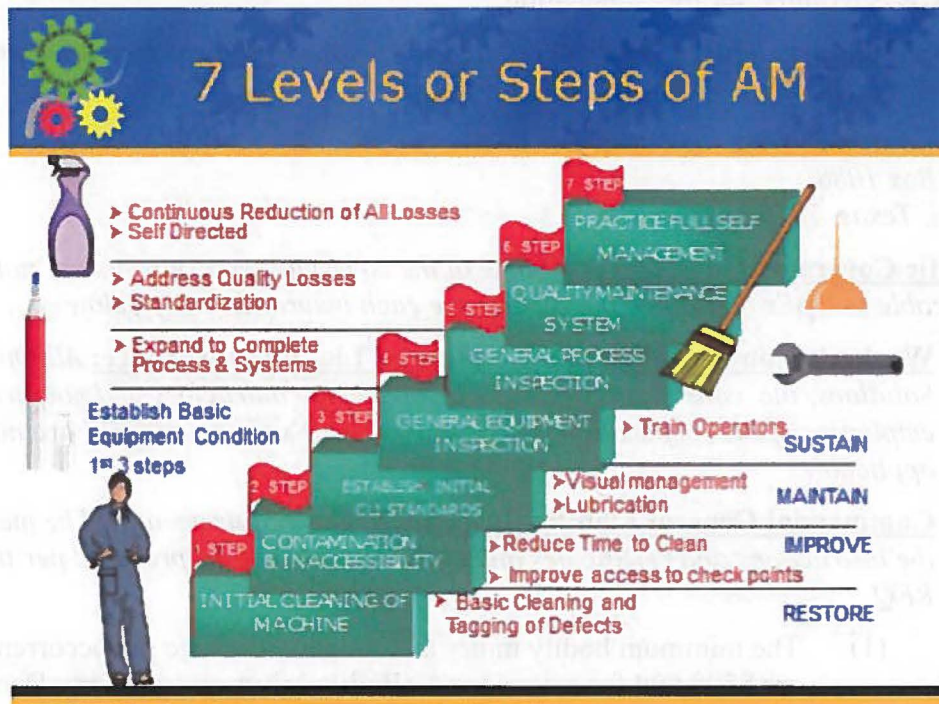 7 Levels or Steps of AM
7 STEP
PRACTICE FULL SELF
MANAGEMENT
➤ Continuous Reduction of All Losses
➤ Self Directed
6 STEP
QUALITY MAINTENANCE
SYSTEM
➤ Address Quality Losses
➤ Standardization
5 STEP
GENERAL PROCESS
INSPECTION
➤ Expand to Complete
Process & Systems
4 STEP
GENERAL EQUIPMENT
INSPECTION
➤ Train Operators
SUSTAIN
Establish Basic
Equipment Condition
1st 3 steps
3 STEP
ESTABLISH INITIAL
CLI STANDARDS
➤Visual management
➤Lubrication
MAINTAIN
2 STEP
CONTAMINATION
& INACCESSIBILITY
➤ Reduce Time to Clean
➤ Improve access to check points
IMPROVE
1 STEP
INITIAL CLEANING OF
MACHINE
➤ Basic Cleaning and
Tagging of Defects
RESTORE